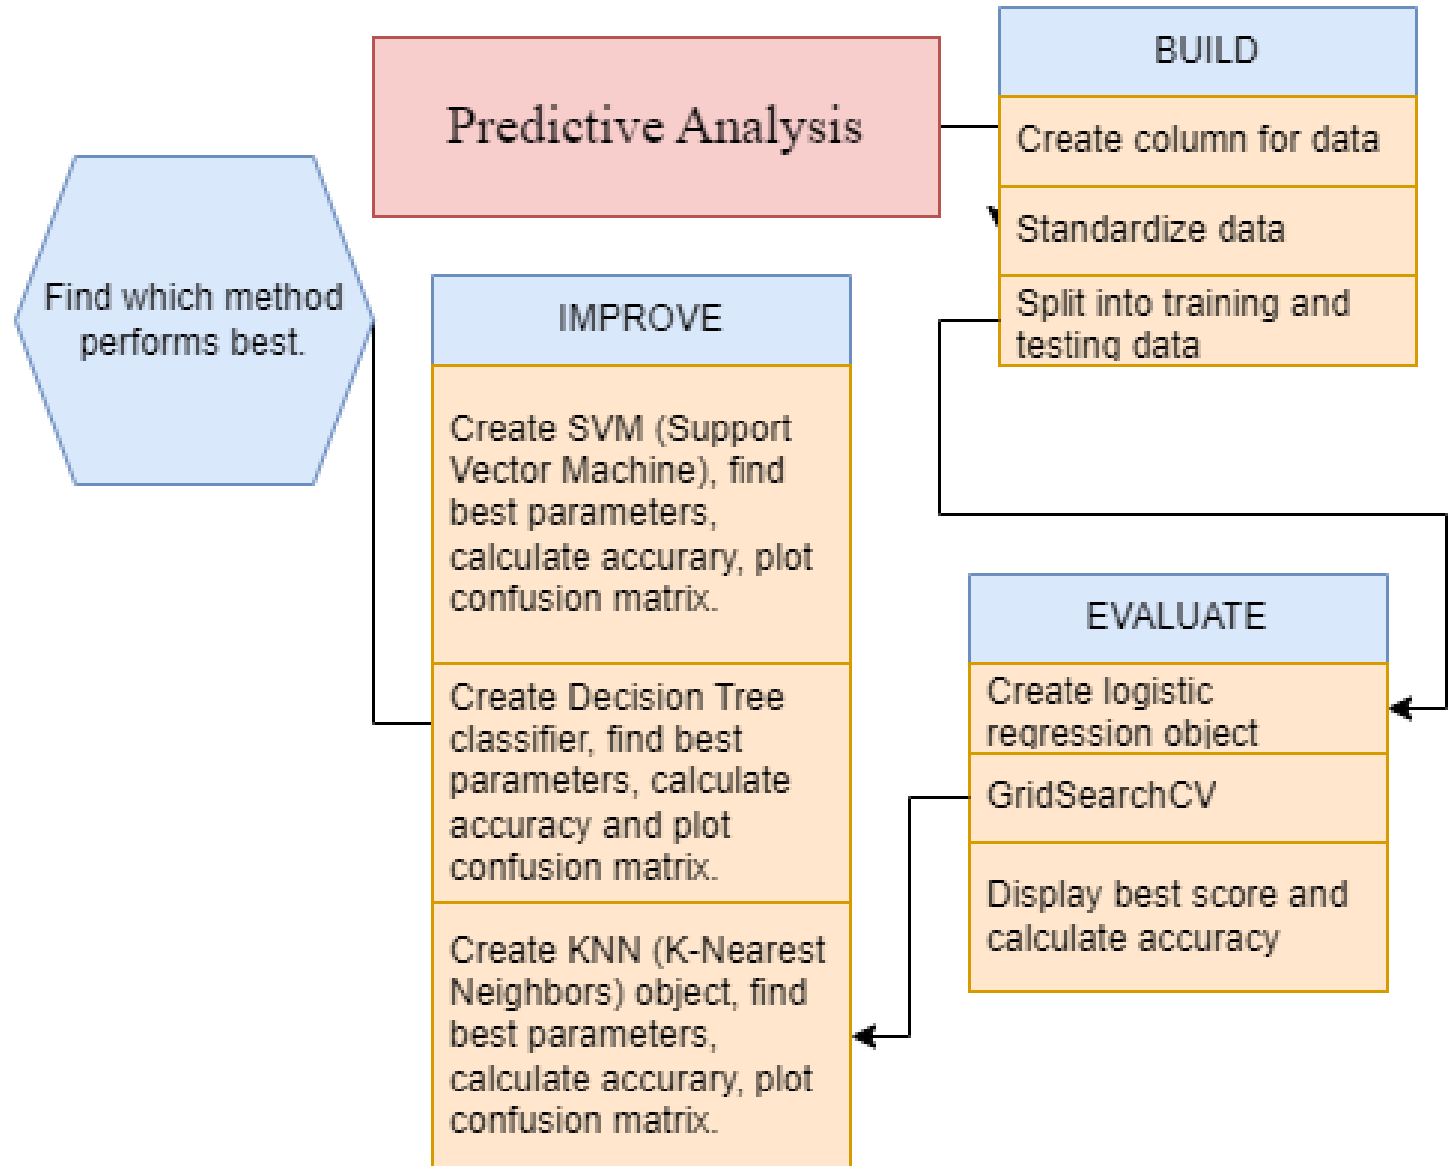 Predictive Analysis
BUILD
Create column for data
Standardize data
Split into training and
testing data
EVALUATE
Create logistic
regression object
GridSearchCV
Display best score and
calculate accuracy
IMPROVE
Create SVM (Support
Vector Machine), find
best parameters,
calculate accurary, plot
confusion matrix.
Create Decision Tree
classifier, find best
parameters, calculate
accuracy and plot
confusion matrix.
Create KNN (K-Nearest
Neighbors) object, find
best parameters,
calculate accurary, plot
confusion matrix.
Find which method
performs best.